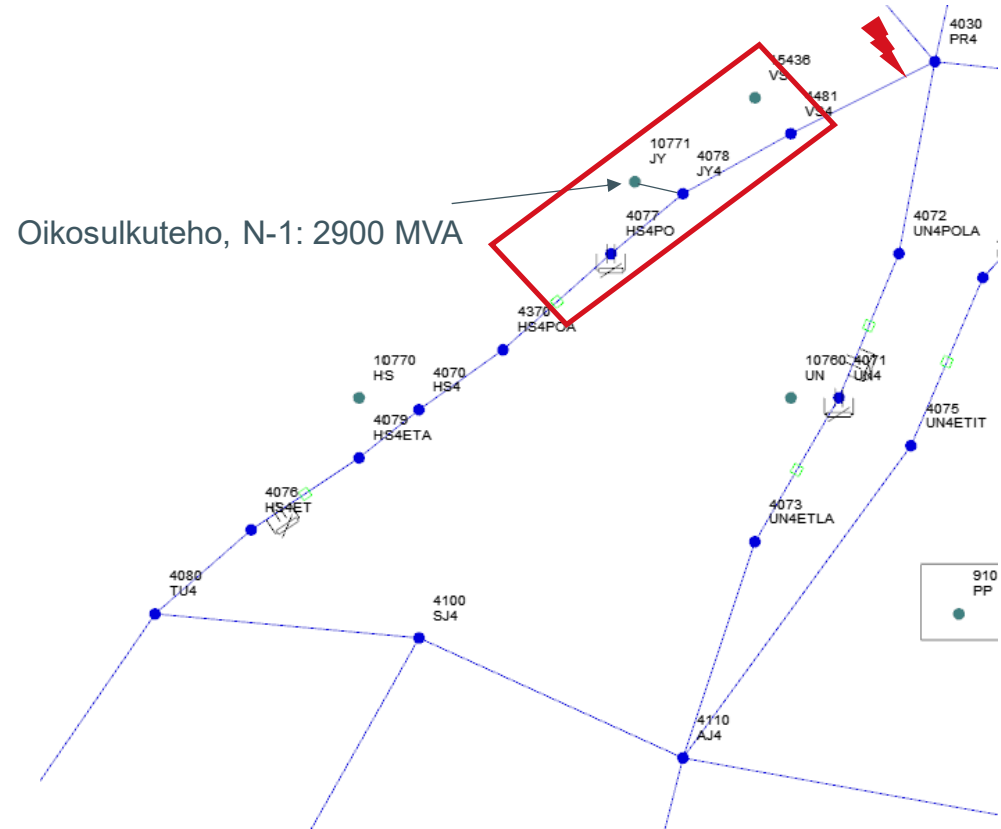 4030
PR4
15436
VS
4481
VS4
10771
JY
4078
JY4
Oikosulkuteho, N-1: 2900 MVA
4077
HS4PO
4072
UN4POLA
4370
HS4POA
10770
HS
4070
HS4
10760
UN
4071
UN4
4079
HS4ETA
4075
UN4ETIT
4076
HS4ET
4073
UN4ETLA
4080
TU4
4100
SJ4
910
PP
4110
AJ4